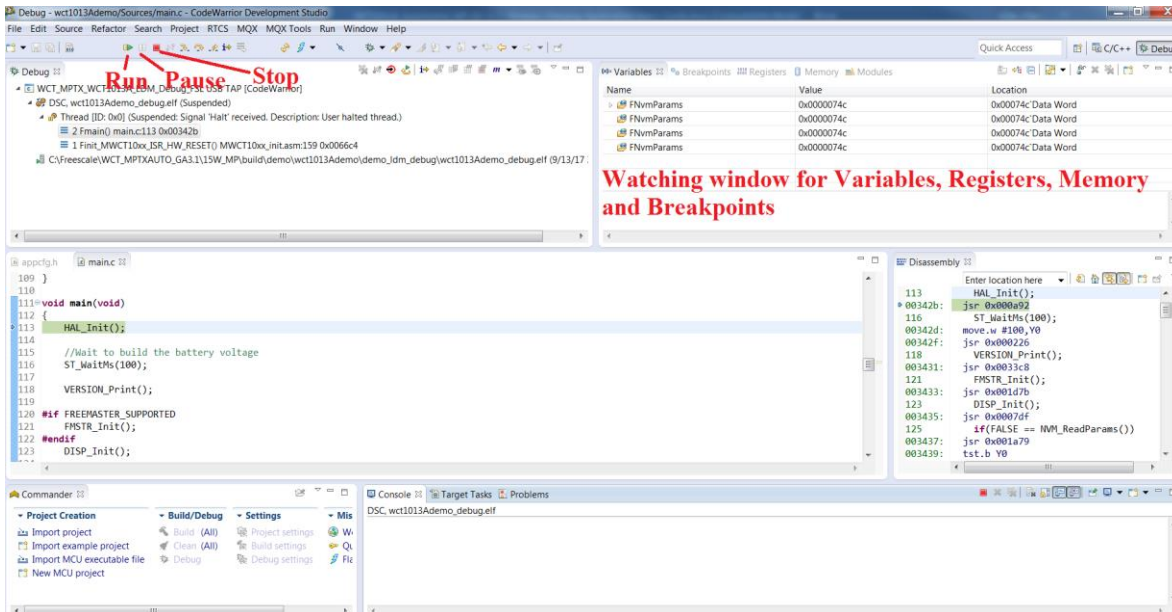 Debug - wct1013Ademo/Sources/main.c - CodeWarrior Development Studio
File Edit Source Refactor Search Project RTCS MQX MQX Tools Run Window Help
Quick Access C/C++ Debu
Run Pause Stop
Debug
WCT_MPTX_WCT1013A_LDM_Debug_FSL USB TAP [CodeWarrior]
DSC, wct1013Ademo_debug.elf (Suspended)
Thread [ID: 0x0] (Suspended: Signal 'Halt' received. Description: User halted thread.)
2 Fmain() main.c:113 0x00342b
1 Finit_MWCT10xx_ISR_HW_RESET() MWCT10xx_init.asm:159 0x0066c4
C:\Freescale\WCT_MPTXAUTO_GA3.1\15W_MP\build\demo\wct1013Ademo\demo_ldm_debug\wct1013Ademo_debug.elf (9/13/17
Variables Breakpoints Registers Memory Modules
Name Value Location
FNvmParams 0x0000074c 0x00074c`Data Word
FNvmParams 0x0000074c 0x00074c`Data Word
FNvmParams 0x0000074c 0x00074c`Data Word
FNvmParams 0x0000074c 0x00074c`Data Word
Watching window for Variables, Registers, Memory
and Breakpoints
appcfg.h main.c
109 }
110
111 void main(void)
112 {
113 HAL_Init();
114
115 //Wait to build the battery voltage
116 ST_WaitMs(100);
117
118 VERSION_Print();
119
120 #if FREEMASTER_SUPPORTED
121 FMSTR_Init();
122 #endif
123 DISP_Init();
Disassembly
Enter location here
113 HAL_Init();
00342b: jsr 0x000a92
116 ST_WaitMs(100);
00342d: move.w #100,Y0
00342f: jsr 0x000226
118 VERSION_Print();
003431: jsr 0x0033c8
121 FMSTR_Init();
003433: jsr 0x001d7b
123 DISP_Init();
003435: jsr 0x0007df
125 if(FALSE == NVM_ReadParams())
003437: jsr 0x001a79
003439: tst.b Y0
Commander
Project Creation Build/Debug Settings Mis
Import project Build (All) Project settings W
Import example project Clean (All) Build settings Qu
Import MCU executable file Debug Debug settings Fla
New MCU project
Console Target Tasks Problems
DSC, wct1013Ademo_debug.elf